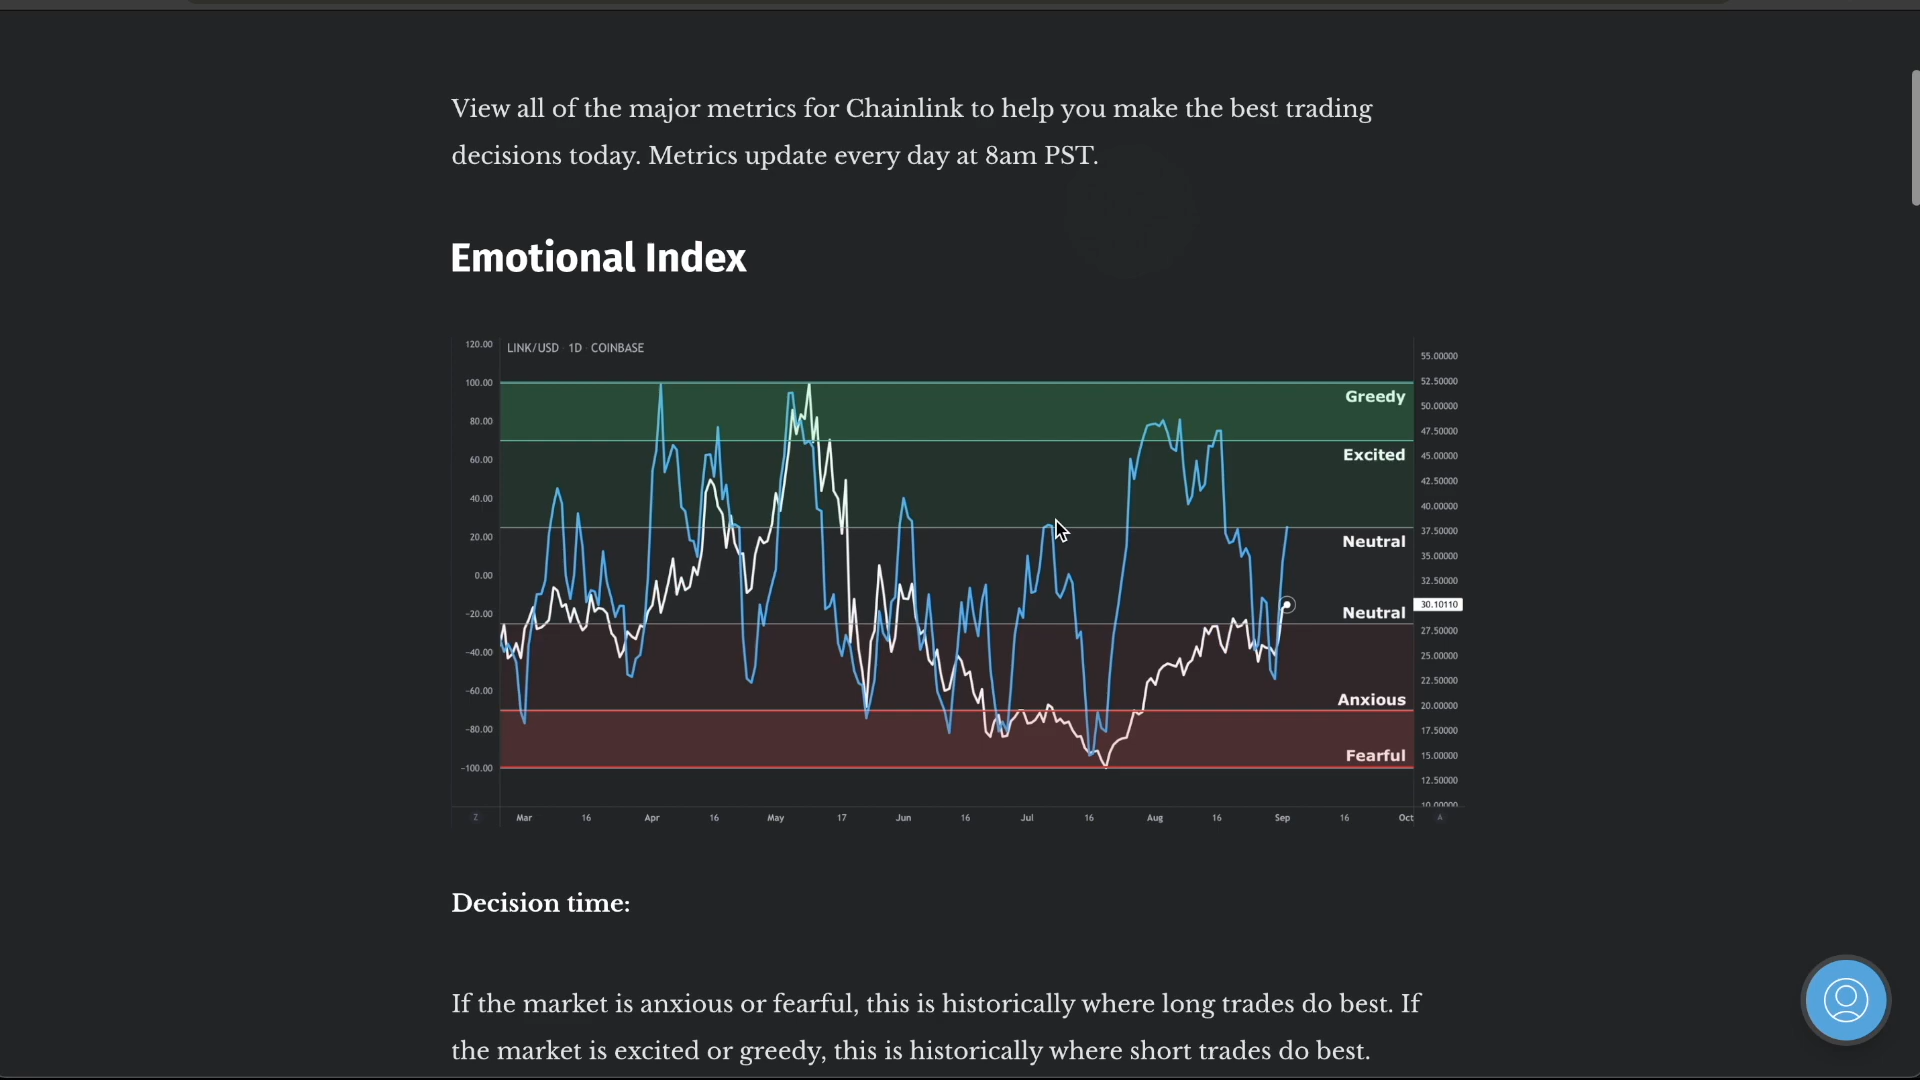 View all of the major metrics for Chainlink to help you make the best trading
decisions today. Metrics update every day at 8am PST.
Emotional Index
LINK/USD 1D COINBASE
120.00
100.00
80.00
60.00
40.00
20.00
0.00
-20.00
-40.00
-60.00
-80.00
-100.00
Greedy
Excited
Neutral
Neutral
Anxious
Fearful
55.00000
52.50000
50.00000
47.50000
45.00000
42.50000
40.00000
37.50000
35.00000
32.50000
30.10110
27.50000
25.00000
22.50000
20.00000
17.50000
15.00000
12.50000
10.00000
Z Mar 16 Apr 16 May 17 Jun 16 Jul 16 Aug 16 Sep 16 Oct A
Decision time:
If the market is anxious or fearful, this is historically where long trades do best. If
the market is excited or greedy, this is historically where short trades do best.